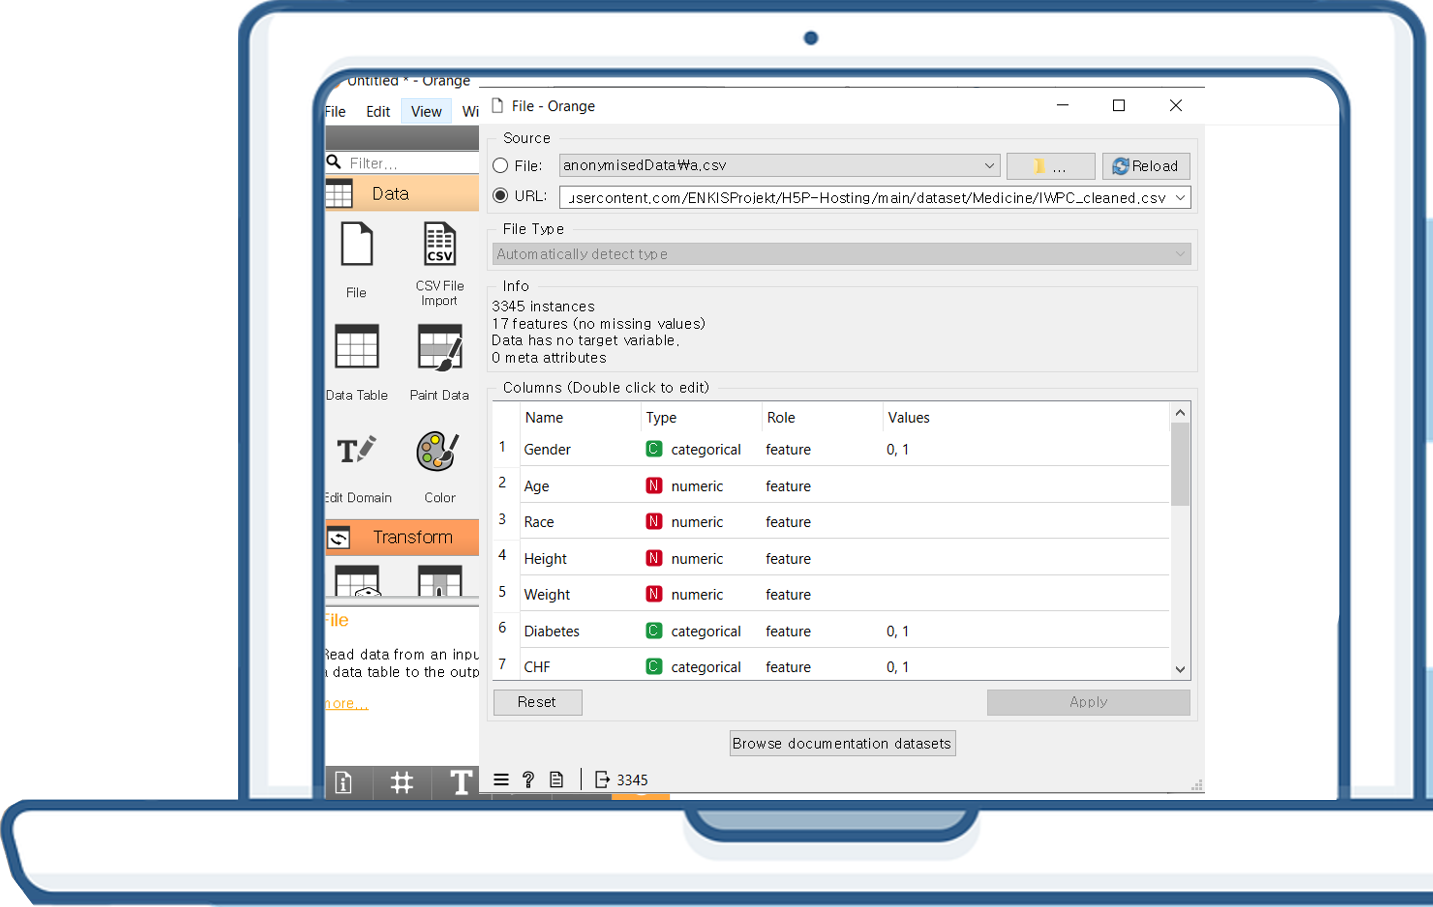 Untitled * - Orange
File Edit View Wi
Filter...
Data
File
CSV File Import
Data Table
Paint Data
Edit Domain
Color
Transform
File
Read data from an inpu
a data table to the outp
more...
File - Orange
Source
File: anonymisedData₩a.csv ... Reload
URL: usercontent.com/ENKISProjekt/H5P-Hosting/main/dataset/Medicine/IWPC_cleaned.csv
File Type
Automatically detect type
Info
3345 instances
17 features (no missing values)
Data has no target variable.
0 meta attributes
Columns (Double click to edit)
Name Type Role Values
1 Gender C categorical feature 0, 1
2 Age N numeric feature
3 Race N numeric feature
4 Height N numeric feature
5 Weight N numeric feature
6 Diabetes C categorical feature 0, 1
7 CHF C categorical feature 0, 1
Reset Apply
Browse documentation datasets
? 3345
# T